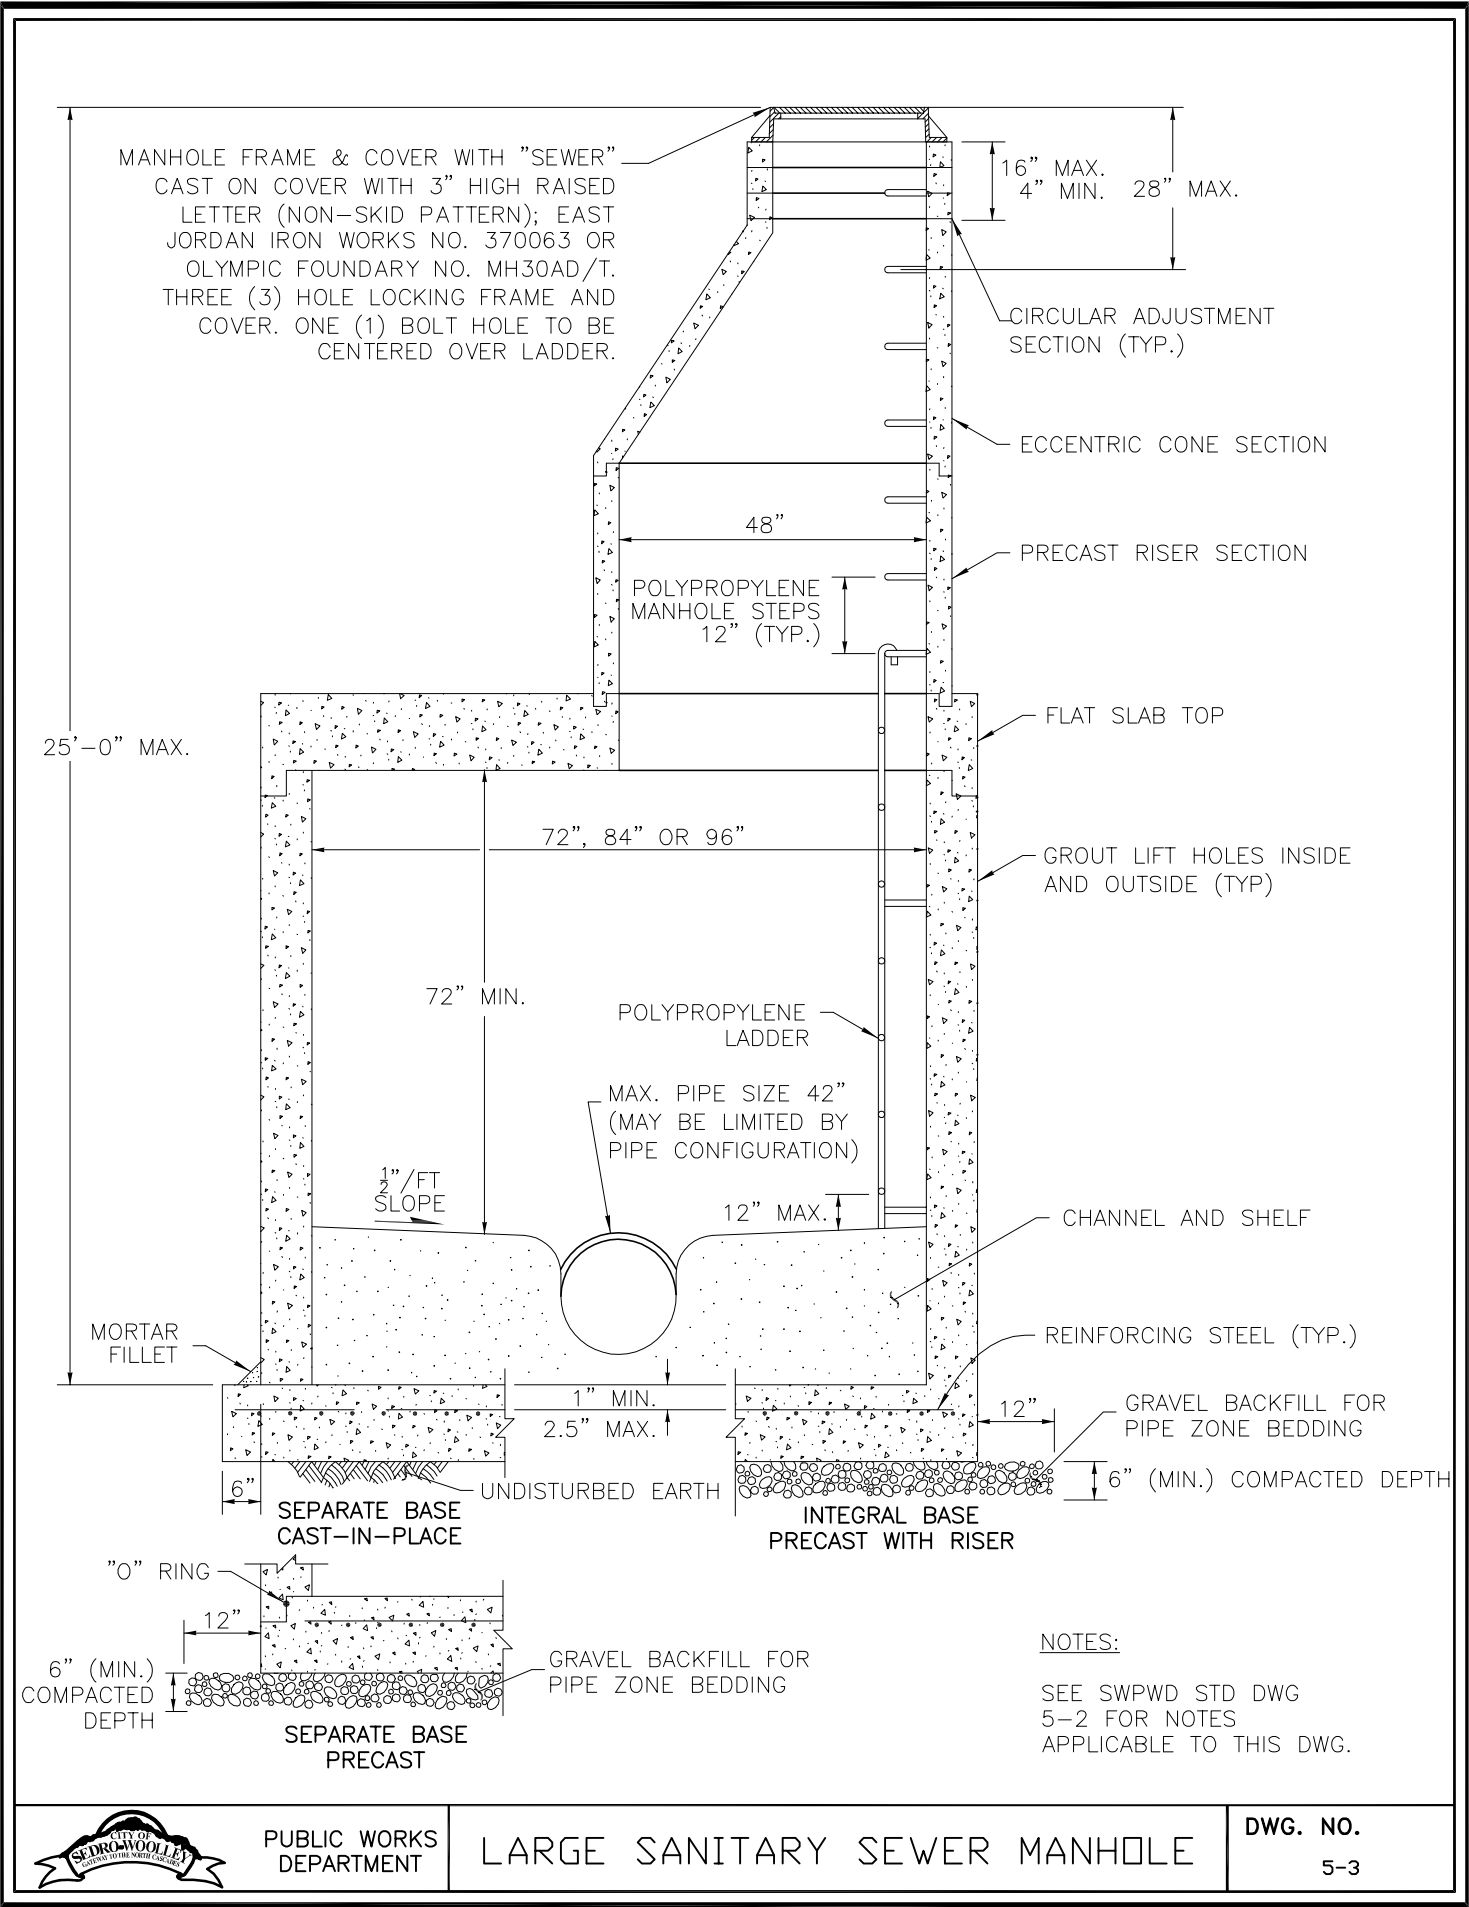 MANHOLE FRAME & COVER WITH "SEWER"
CAST ON COVER WITH 3" HIGH RAISED
LETTER (NON-SKID PATTERN); EAST
JORDAN IRON WORKS NO. 370063 OR
OLYMPIC FOUNDARY NO. MH30AD/T.
THREE (3) HOLE LOCKING FRAME AND
COVER. ONE (1) BOLT HOLE TO BE
CENTERED OVER LADDER.
16" MAX.
4" MIN.
28" MAX.
CIRCULAR ADJUSTMENT
SECTION (TYP.)
ECCENTRIC CONE SECTION
48"
PRECAST RISER SECTION
POLYPROPYLENE
MANHOLE STEPS
12" (TYP.)
FLAT SLAB TOP
25'-0" MAX.
72", 84" OR 96"
GROUT LIFT HOLES INSIDE
AND OUTSIDE (TYP)
72" MIN.
POLYPROPYLENE
LADDER
MAX. PIPE SIZE 42"
(MAY BE LIMITED BY
PIPE CONFIGURATION)
1/2"/FT
SLOPE
12" MAX.
CHANNEL AND SHELF
MORTAR
FILLET
REINFORCING STEEL (TYP.)
1" MIN.
2.5" MAX.
12"
GRAVEL BACKFILL FOR
PIPE ZONE BEDDING
6" (MIN.) COMPACTED DEPTH
6"
UNDISTURBED EARTH
SEPARATE BASE
CAST-IN-PLACE
INTEGRAL BASE
PRECAST WITH RISER
"O" RING
12"
6" (MIN.)
COMPACTED
DEPTH
GRAVEL BACKFILL FOR
PIPE ZONE BEDDING
SEPARATE BASE
PRECAST
NOTES:
SEE SWPWD STD DWG
5-2 FOR NOTES
APPLICABLE TO THIS DWG.
CITY OF
SEDRO-WOOLLEY
GATEWAY TO THE NORTH CASCADES
PUBLIC WORKS
DEPARTMENT
LARGE SANITARY SEWER MANHOLE
DWG. NO.
5-3